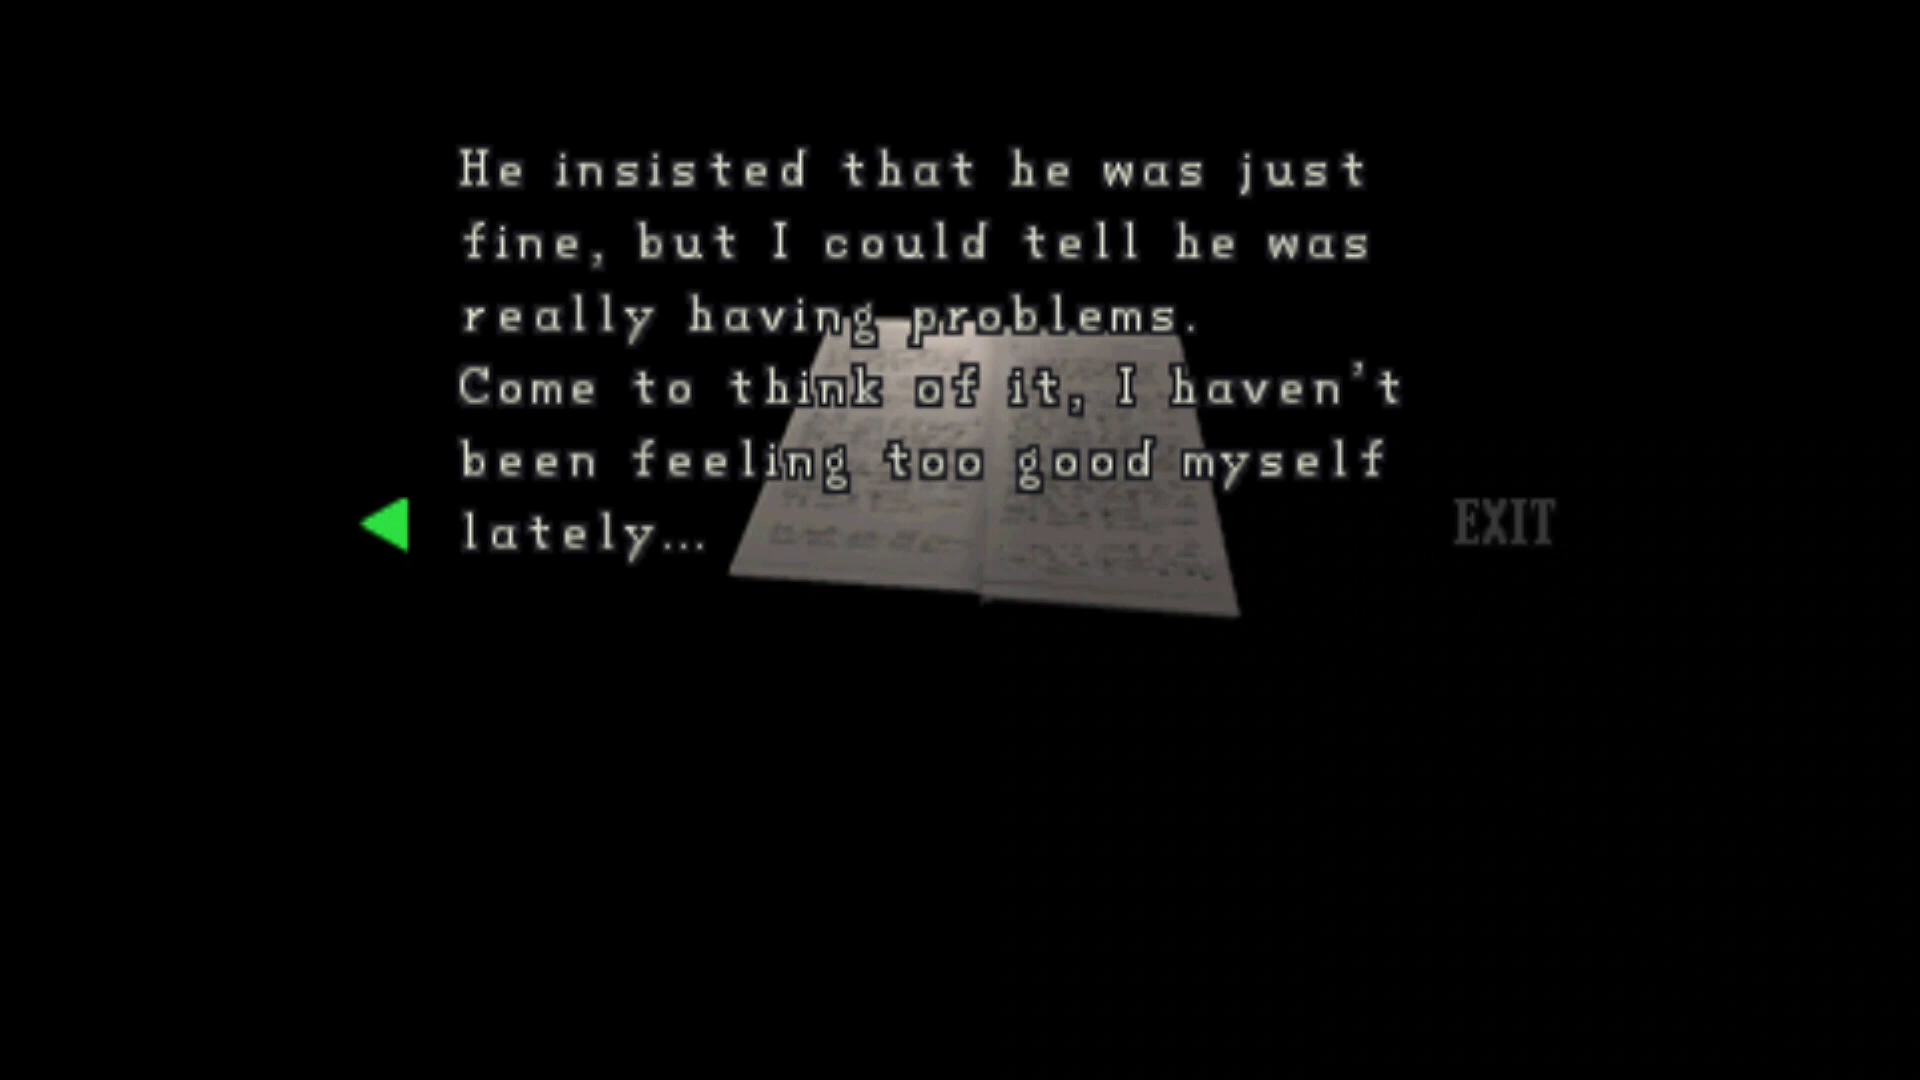 He insisted that he was just
fine, but I could tell he was
really having problems.
Come to think of it, I haven't
been feeling too good myself
lately...
EXIT